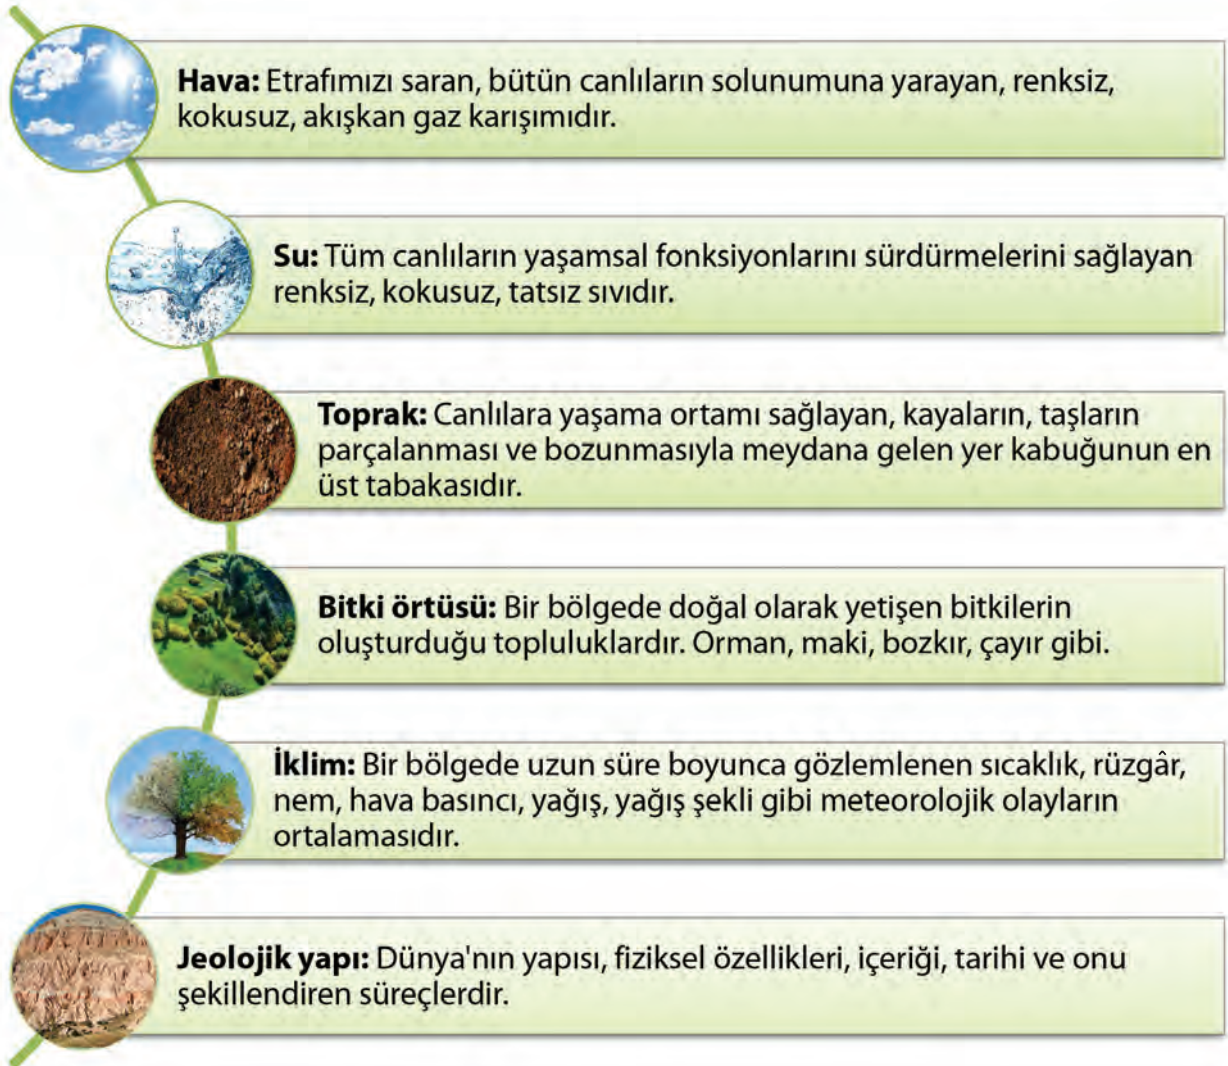 Hava: Etrafımızı saran, bütün canlıların solunumuna yarayan, renksiz,
kokusuz, akışkan gaz karışımıdır.
Su: Tüm canlıların yaşamsal fonksiyonlarını sürdürmelerini sağlayan
renksiz, kokusuz, tatsız sıvıdır.
Toprak: Canlılara yaşama ortamı sağlayan, kayaların, taşların
parçalanması ve bozunmasıyla meydana gelen yer kabuğunun en
üst tabakasıdır.
Bitki örtüsü: Bir bölgede doğal olarak yetişen bitkilerin
oluşturduğu topluluklardır. Orman, maki, bozkır, çayır gibi.
İklim: Bir bölgede uzun süre boyunca gözlemlenen sıcaklık, rüzgâr,
nem, hava basıncı, yağış, yağış şekli gibi meteorolojik olayların
ortalamasıdır.
Jeolojik yapı: Dünya'nın yapısı, fiziksel özellikleri, içeriği, tarihi ve onu
şekillendiren süreçlerdir.